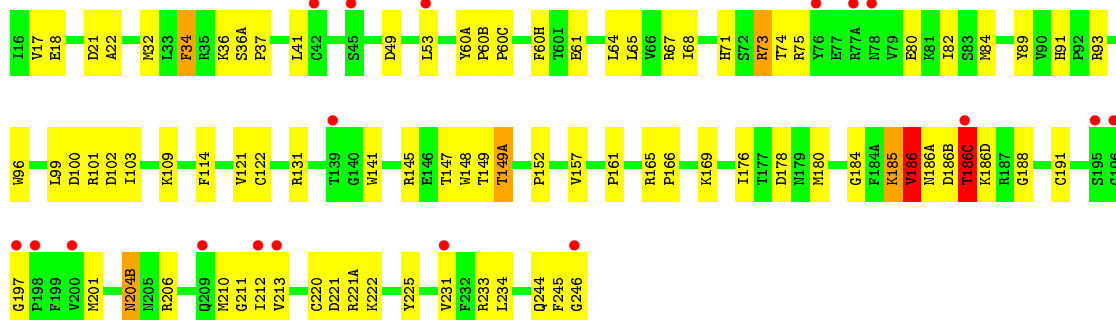 I16 V17 E18 D21 A22 M32 L33 F34 R35 K36 S36A P37 L41 C42 S45 D49 L53 Y60A P60B P60C F60H T60I E61 L64 L65 V66 R67 I68 H71 S72 R73 T74 R75 Y76 E77 R77A N78 V79 E80 K81 I82 S83 M84 Y89 V90 H91 P92 R93
W96 L99 D100 R101 D102 I103 K109 F114 V121 C122 R131 T139 G140 W141 R145 E146 T147 W148 T149 T149A P152 V157 P161 R165 P166 K169 I176 T177 D178 N179 M180 G184 F184A K185 V186 N186A D186B T186C K186D R187 G188 C191 S195 G196
G197 P198 F199 V200 M201 N204B N205 R206 Q209 M210 G211 I212 V213 C220 D221 R221A K222 Y225 V231 F232 R233 L234 Q244 F245 G246